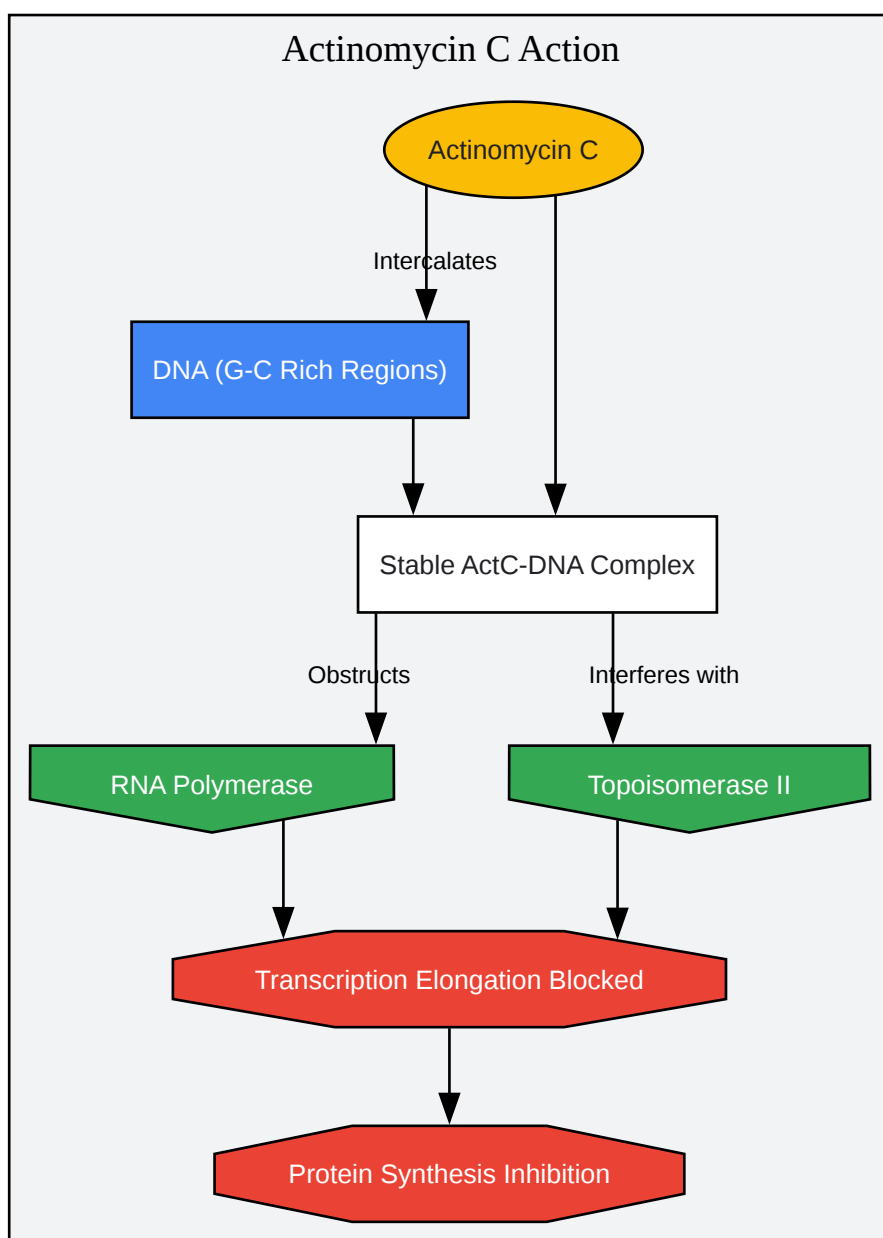 Actinomycin C Action
Actinomycin C
Intercalates
DNA (G-C Rich Regions)
Stable ActC-DNA Complex
Obstructs
Interferes with
RNA Polymerase
Topoisomerase II
Transcription Elongation Blocked
Protein Synthesis Inhibition